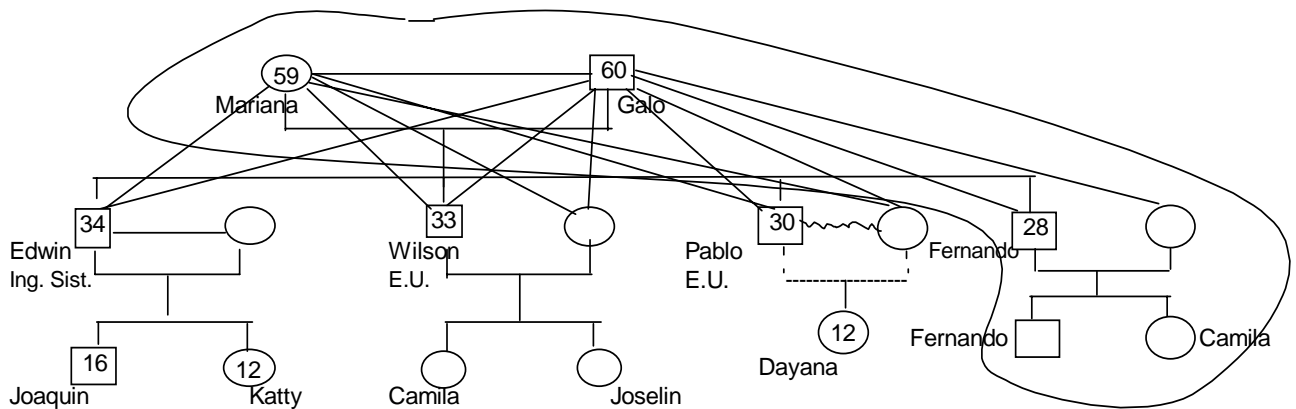 59
60
Mariana
Galo
34
33
30
28
Edwin
Wilson
Pablo
Fernando
Ing. Sist.
E.U.
E.U.
16
12
12
Fernando
Camila
Joaquin
Katty
Camila
Joselin
Dayana